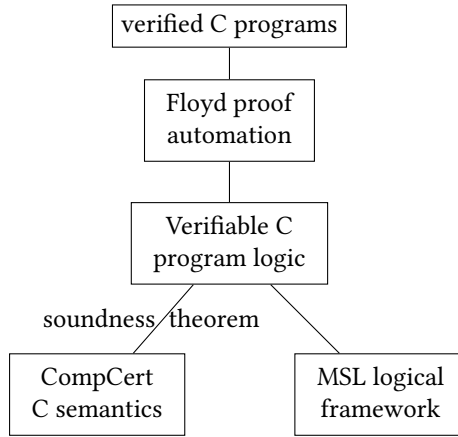 verified C programs
Floyd proof
automation
Verifiable C
program logic
soundness theorem
CompCert
C semantics
MSL logical
framework